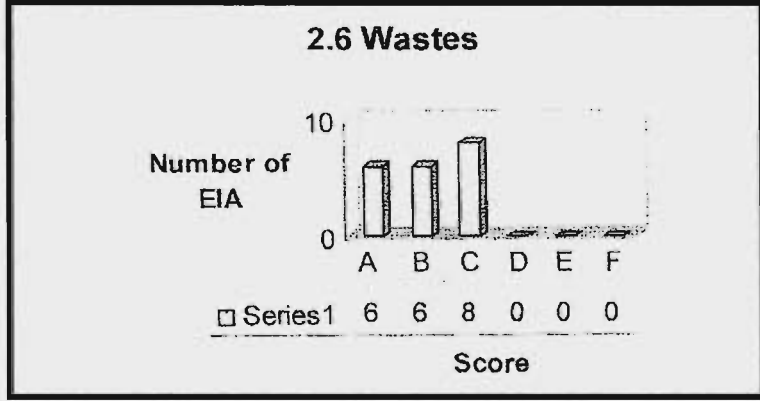 2.6 Wastes
10
Number of
EIA
0
A B C D E F
Series1 6 6 8 0 0 0
Score